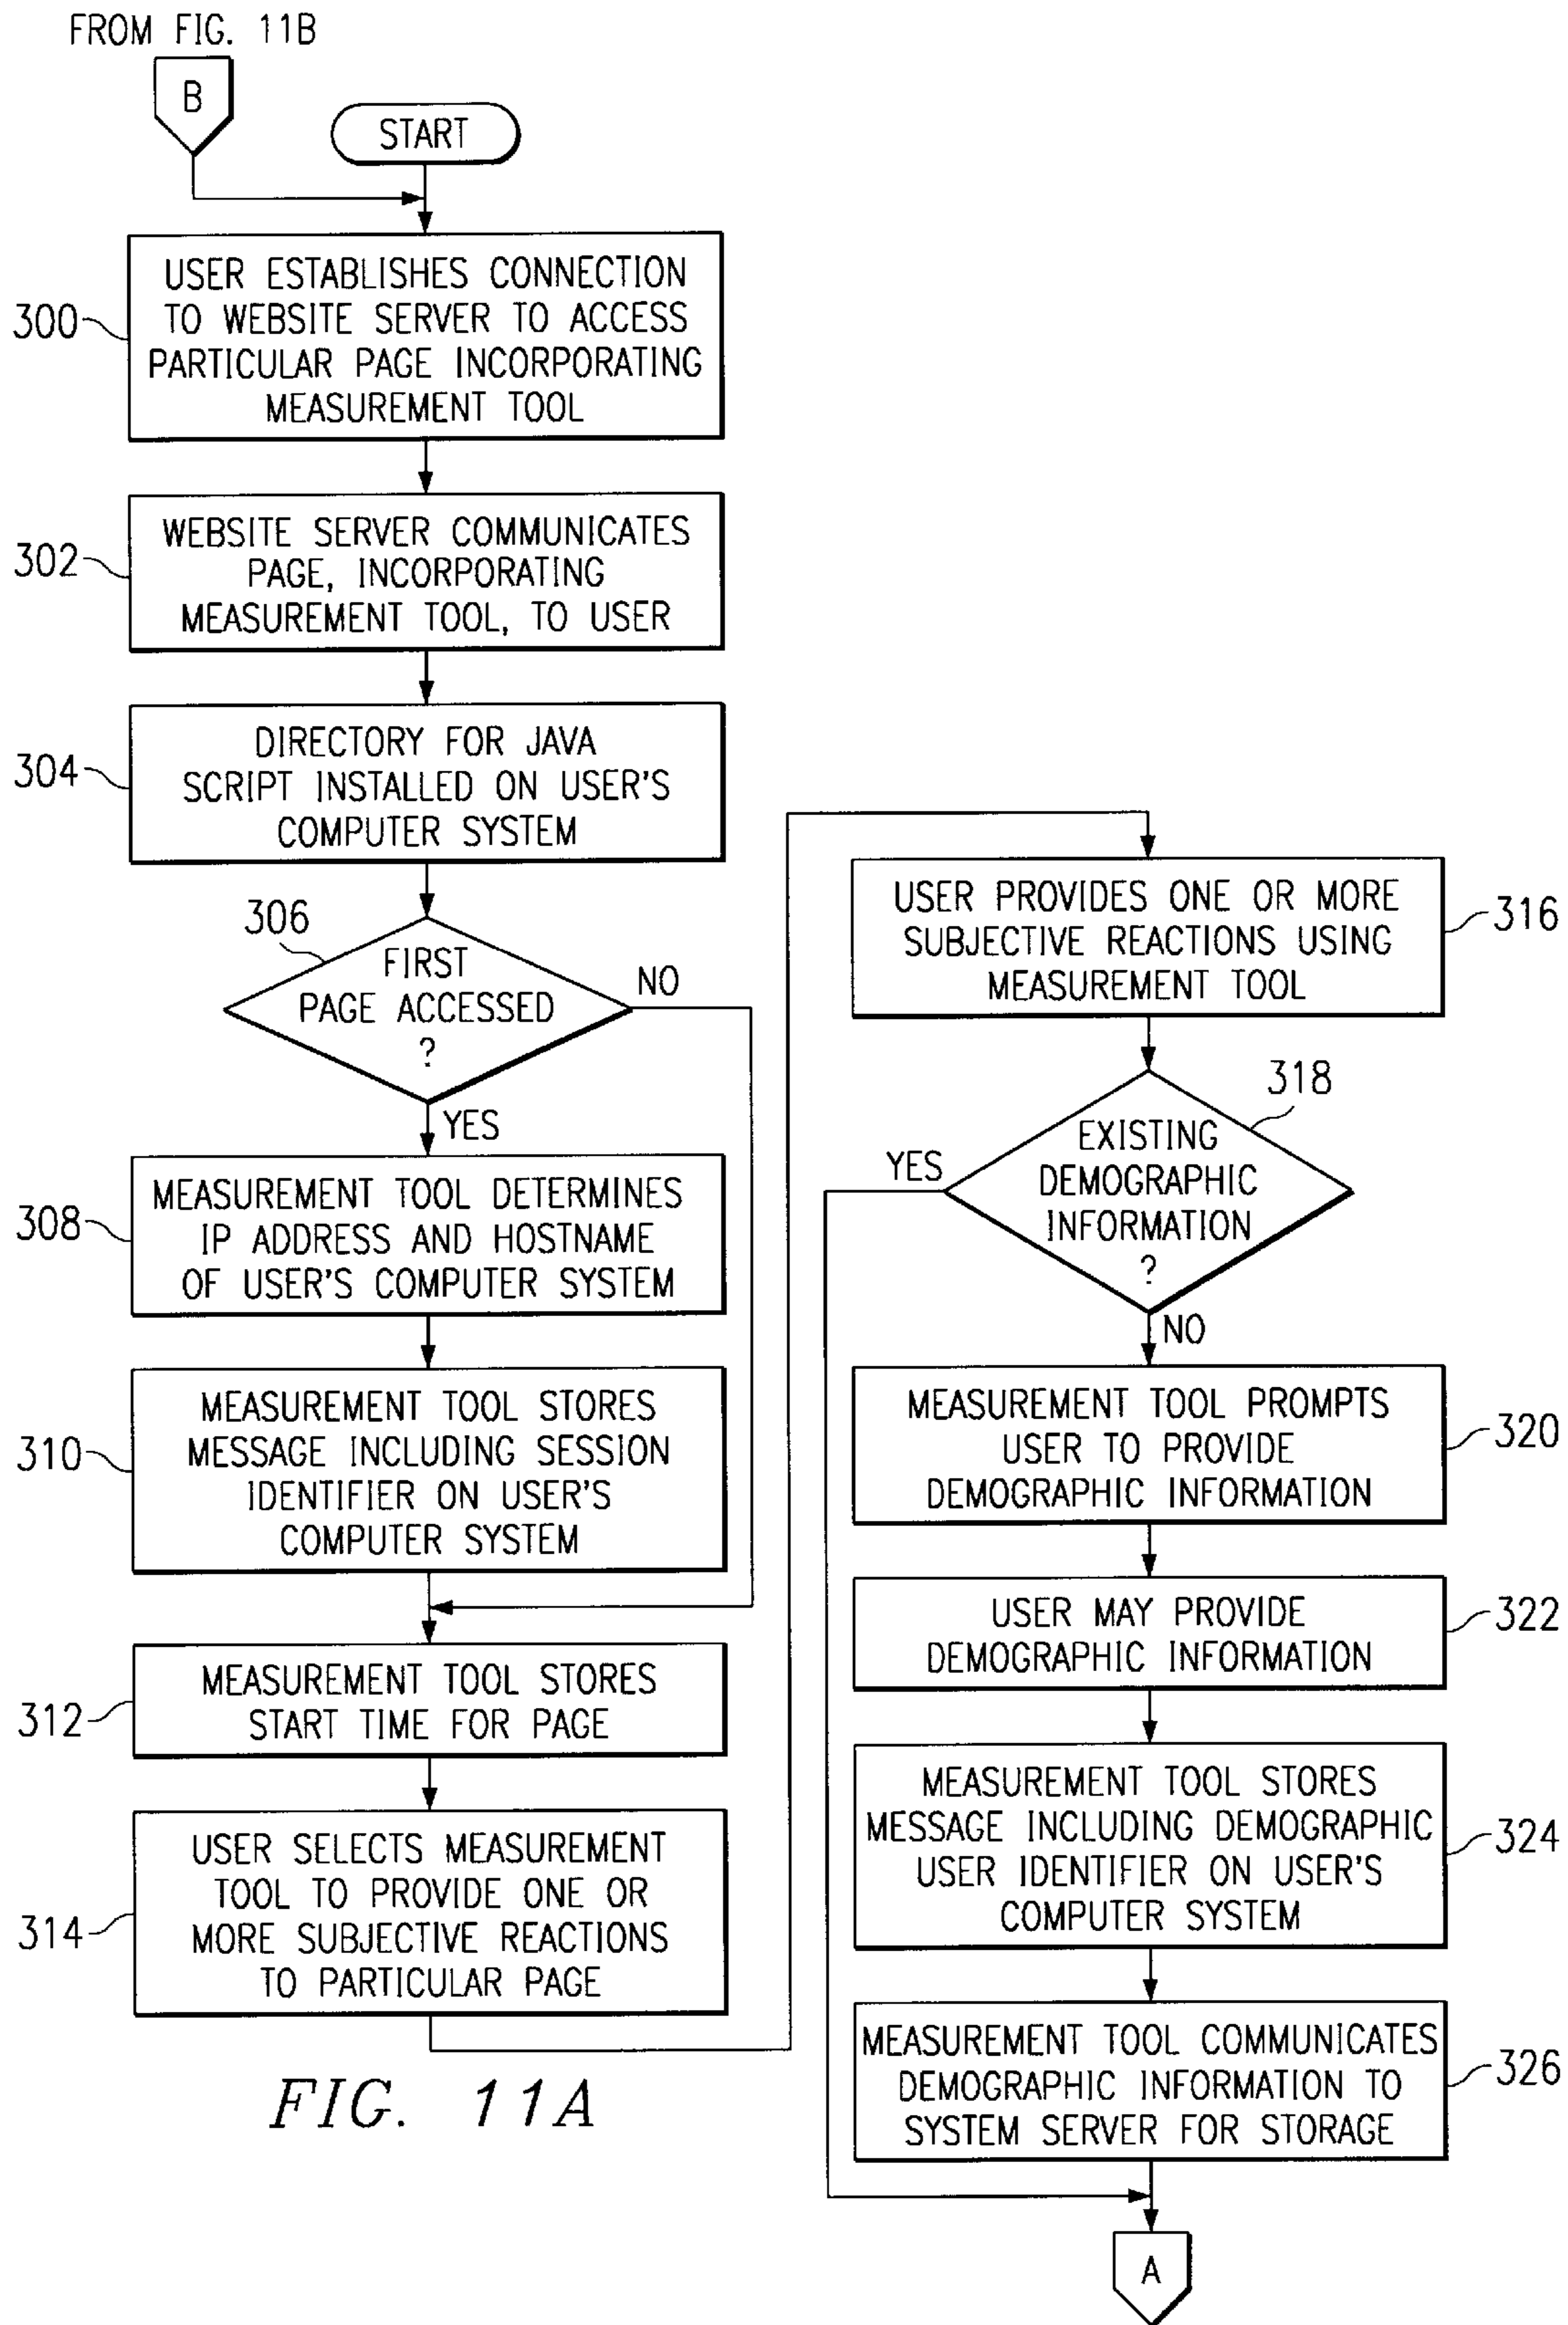 FROM FIG. 11B
B
START
300
USER ESTABLISHES CONNECTION
TO WEBSITE SERVER TO ACCESS
PARTICULAR PAGE INCORPORATING
MEASUREMENT TOOL
302
WEBSITE SERVER COMMUNICATES
PAGE, INCORPORATING
MEASUREMENT TOOL, TO USER
304
DIRECTORY FOR JAVA
SCRIPT INSTALLED ON USER'S
COMPUTER SYSTEM
306
FIRST
PAGE ACCESSED
?
NO
YES
308
MEASUREMENT TOOL DETERMINES
IP ADDRESS AND HOSTNAME
OF USER'S COMPUTER SYSTEM
310
MEASUREMENT TOOL STORES
MESSAGE INCLUDING SESSION
IDENTIFIER ON USER'S
COMPUTER SYSTEM
312
MEASUREMENT TOOL STORES
START TIME FOR PAGE
314
USER SELECTS MEASUREMENT
TOOL TO PROVIDE ONE OR
MORE SUBJECTIVE REACTIONS
TO PARTICULAR PAGE
USER PROVIDES ONE OR MORE
SUBJECTIVE REACTIONS USING
MEASUREMENT TOOL
316
318
EXISTING
DEMOGRAPHIC
INFORMATION
?
YES
NO
MEASUREMENT TOOL PROMPTS
USER TO PROVIDE
DEMOGRAPHIC INFORMATION
320
USER MAY PROVIDE
DEMOGRAPHIC INFORMATION
322
MEASUREMENT TOOL STORES
MESSAGE INCLUDING DEMOGRAPHIC
USER IDENTIFIER ON USER'S
COMPUTER SYSTEM
324
MEASUREMENT TOOL COMMUNICATES
DEMOGRAPHIC INFORMATION TO
SYSTEM SERVER FOR STORAGE
326
A
FIG. 11A